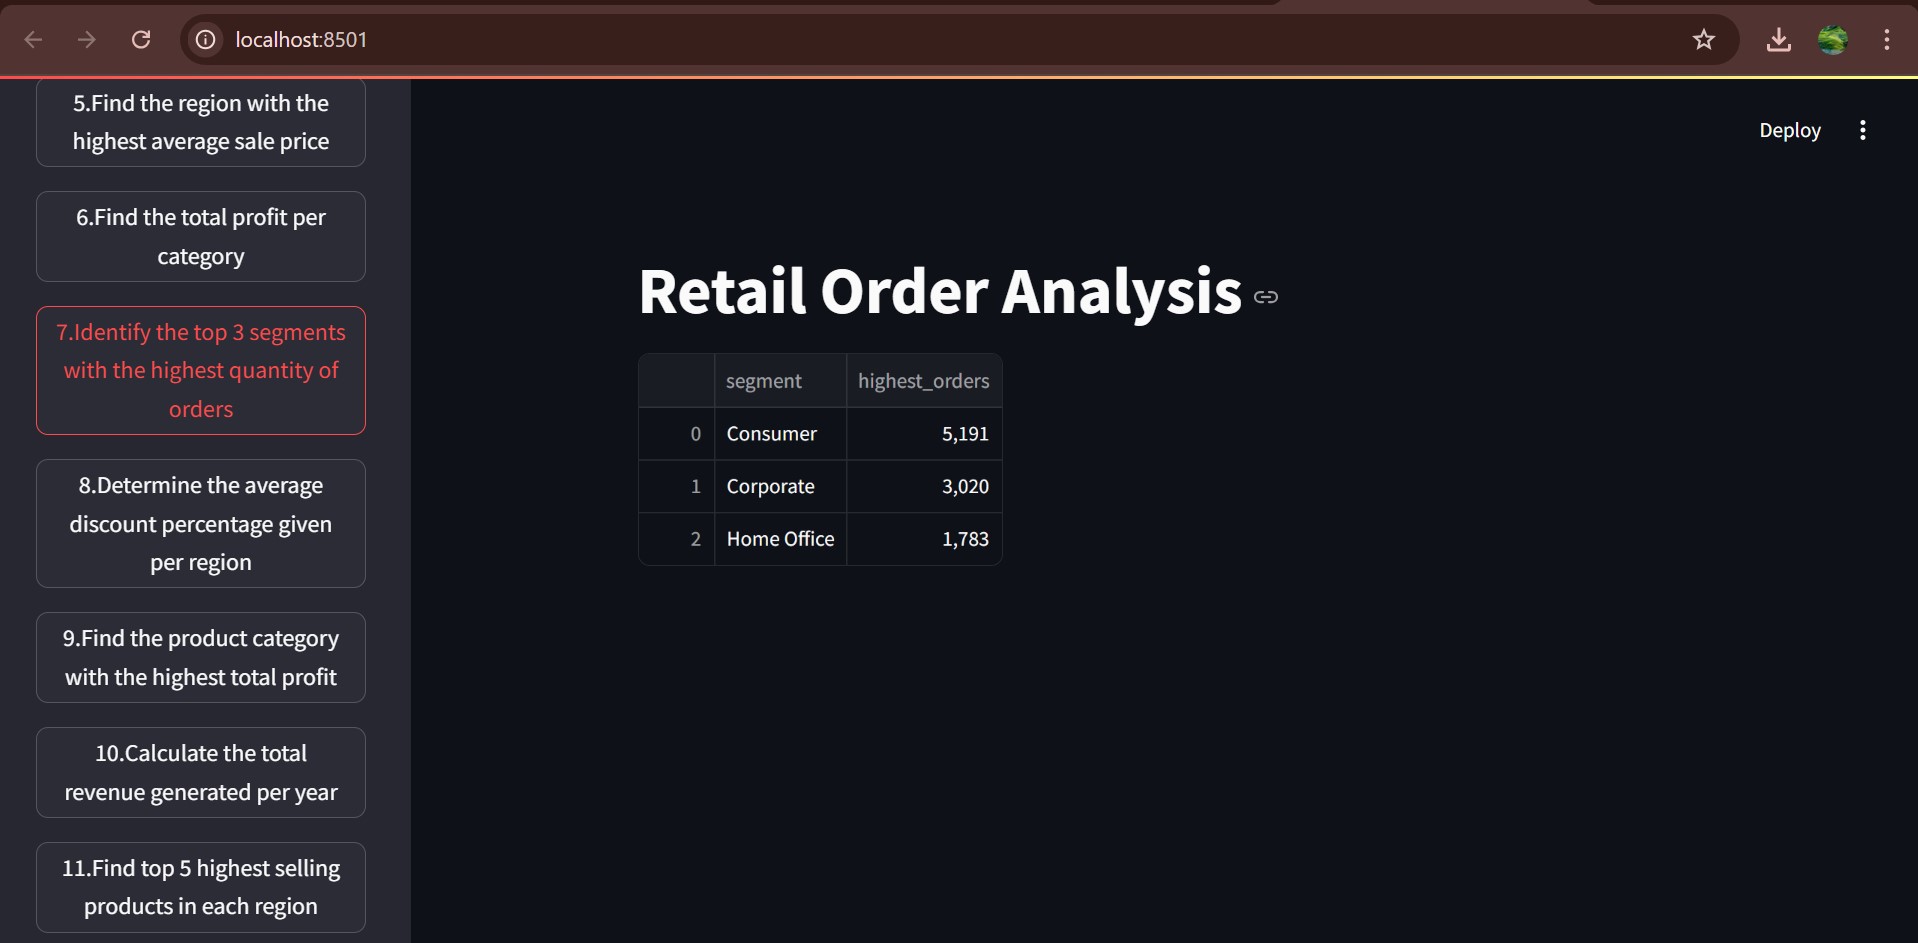 localhost:8501
5.Find the region with the
highest average sale price
6.Find the total profit per
category
7.Identify the top 3 segments
with the highest quantity of
orders
8.Determine the average
discount percentage given
per region
9.Find the product category
with the highest total profit
10.Calculate the total
revenue generated per year
11.Find top 5 highest selling
products in each region
Deploy
Retail Order Analysis
segment highest_orders
0 Consumer 5,191
1 Corporate 3,020
2 Home Office 1,783